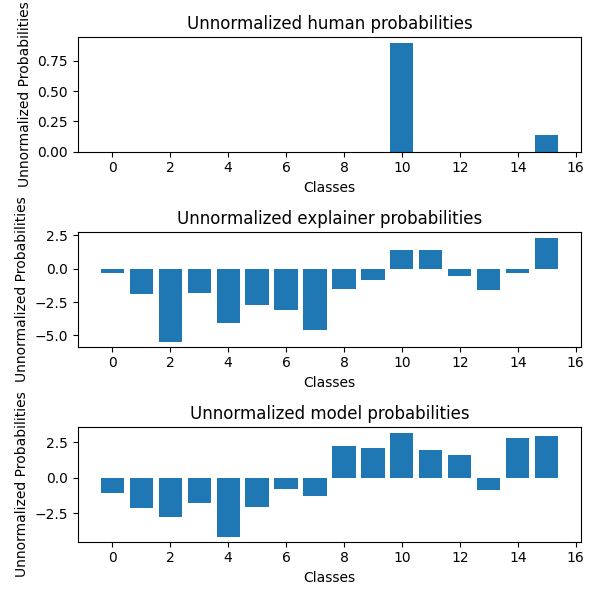 Unnormalized human probabilities
Unnormalized Probabilities
0.75
0.50
0.25
0.00
0 2 4 6 8 10 12 14 16
Classes
Unnormalized explainer probabilities
Unnormalized Probabilities
2.5
0.0
−2.5
−5.0
0 2 4 6 8 10 12 14 16
Classes
Unnormalized model probabilities
Unnormalized Probabilities
2.5
0.0
−2.5
0 2 4 6 8 10 12 14 16
Classes